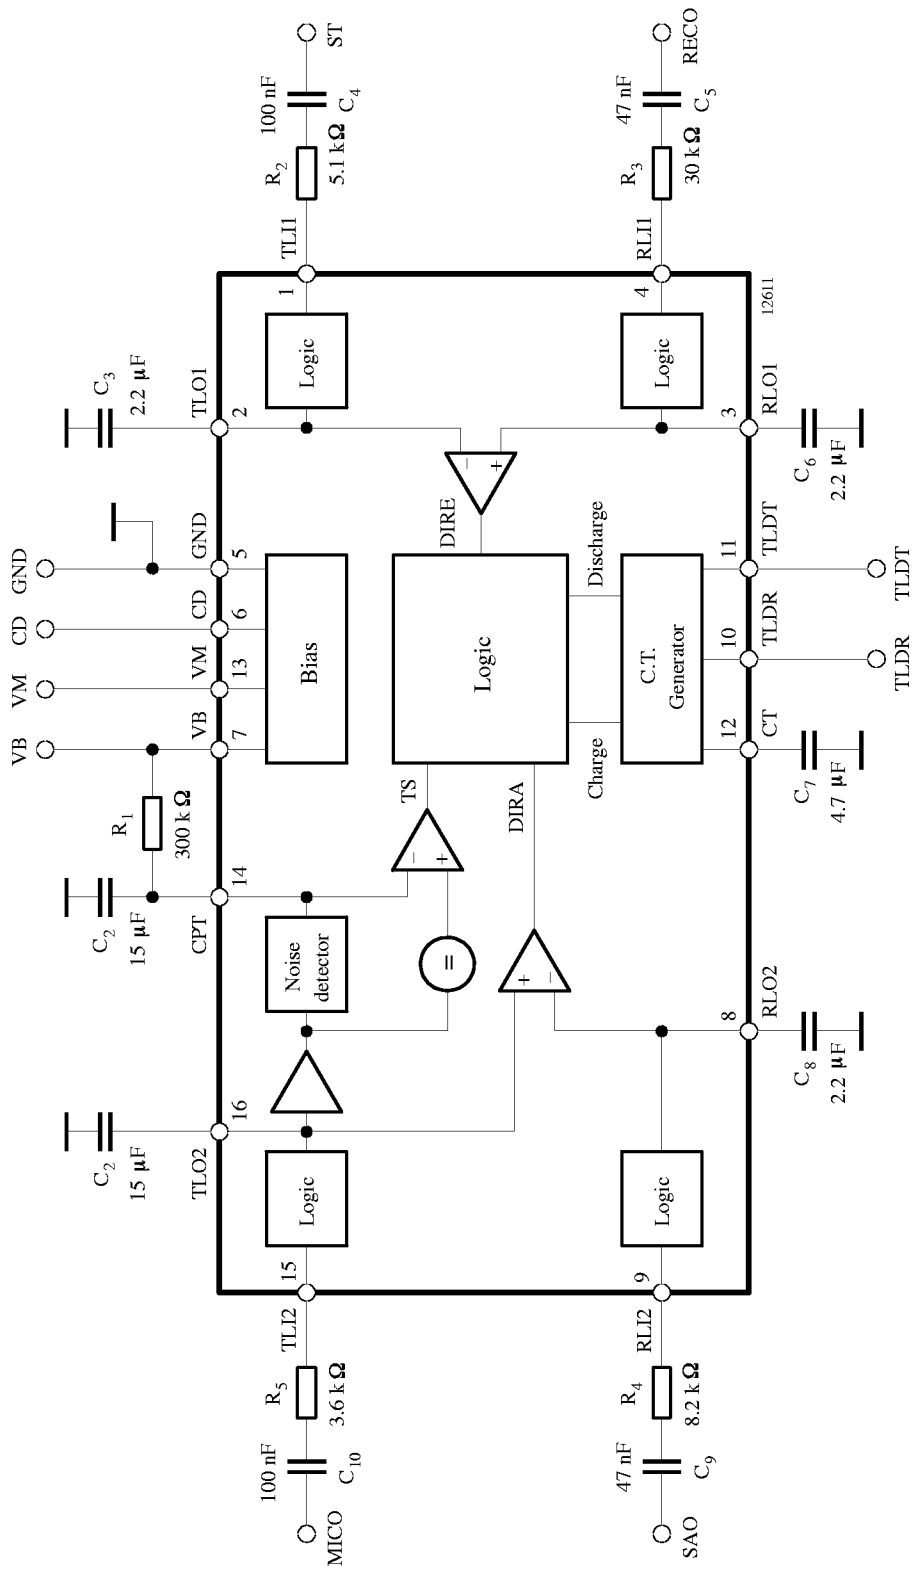 MICO
100 nF
C10
R5
3.6 kΩ
TLI2
15
Logic
SAO
47 nF
C9
R4
8.2 kΩ
RLI2
9
Logic
C2
15 μF
TLO2
16
C2
15 μF
CPT
14
R1
300 kΩ
Noise
detector
=
VB
VM
CD
GND
VB
VM
CD
GND
7
13
6
5
Bias
C3
2.2 μF
TLO1
2
TS
−
+
DIRA
+
−
Logic
DIRE
−
+
Charge
Discharge
C.T.
Generator
8
RLO2
C8
2.2 μF
12
CT
C7
4.7 μF
10
TLDR
TLDR
11
TLDT
TLDT
3
RLO1
C6
2.2 μF
Logic
1
TLI1
R2
5.1 kΩ
100 nF
C4
ST
Logic
4
RLI1
R3
30 kΩ
47 nF
C5
RECO
12611